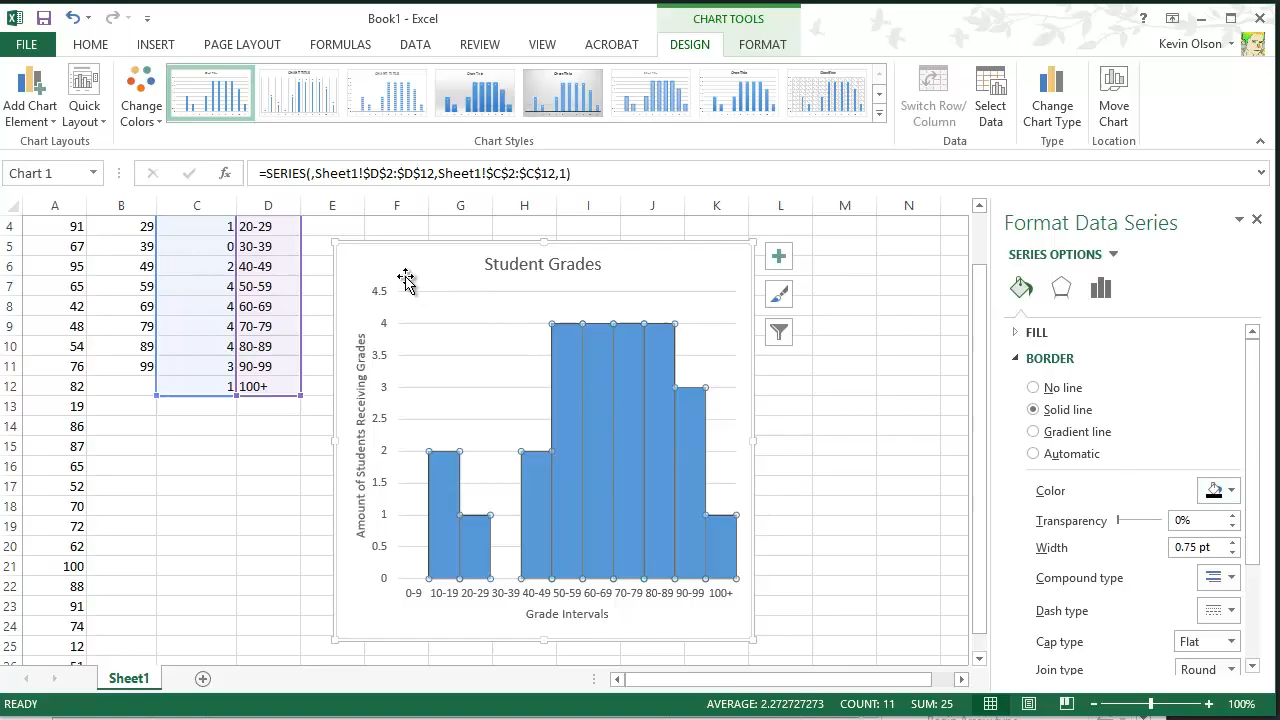 Book1 - Excel
CHART TOOLS
?
FILE HOME INSERT PAGE LAYOUT FORMULAS DATA REVIEW VIEW ACROBAT DESIGN FORMAT
Kevin Olson
Add Chart Element
Quick Layout
Change Colors
Switch Row/ Column
Select Data
Change Chart Type
Move Chart
Chart Layouts
Chart Styles
Data
Type
Location
Chart 1
fx
=SERIES(,Sheet1!$D$2:$D$12,Sheet1!$C$2:$C$12,1)
A B C D E F G H I J K L M N
4 91 29 1 20-29
5 67 39 0 30-39
6 95 49 2 40-49
7 65 59 4 50-59
8 42 69 4 60-69
9 48 79 4 70-79
10 54 89 4 80-89
11 76 99 3 90-99
12 82 1 100+
13 19
14 86
15 87
16 65
17 52
18 70
19 72
20 62
21 100
22 88
23 91
24 74
25 12
Student Grades
4.5
4
3.5
3
2.5
2
1.5
1
0.5
0
Amount of Students Receiving Grades
0-9 10-19 20-29 30-39 40-49 50-59 60-69 70-79 80-89 90-99 100+
Grade Intervals
Format Data Series
SERIES OPTIONS
FILL
BORDER
No line
Solid line
Gradient line
Automatic
Color
Transparency 0%
Width 0.75 pt
Compound type
Dash type
Cap type Flat
Join type Round
Sheet1
READY
AVERAGE: 2.272727273 COUNT: 11 SUM: 25
100%